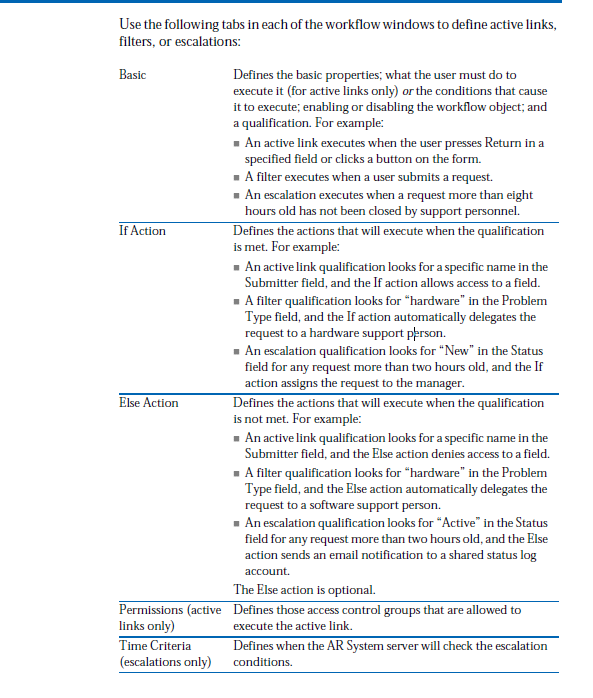 Use the following tabs in each of the workflow windows to define active links,
filters, or escalations:
Basic
Defines the basic properties; what the user must do to
execute it (for active links only) or the conditions that cause
it to execute; enabling or disabling the workflow object; and
a qualification. For example:
■ An active link executes when the user presses Return in a
specified field or clicks a button on the form.
■ A filter executes when a user submits a request.
■ An escalation executes when a request more than eight
hours old has not been closed by support personnel.
If Action
Defines the actions that will execute when the qualification
is met. For example:
■ An active link qualification looks for a specific name in the
Submitter field, and the If action allows access to a field.
■ A filter qualification looks for “hardware” in the Problem
Type field, and the If action automatically delegates the
request to a hardware support person.
■ An escalation qualification looks for “New” in the Status
field for any request more than two hours old, and the If
action assigns the request to the manager.
Else Action
Defines the actions that will execute when the qualification
is not met. For example:
■ An active link qualification looks for a specific name in the
Submitter field, and the Else action denies access to a field.
■ A filter qualification looks for “hardware” in the Problem
Type field, and the Else action automatically delegates the
request to a software support person.
■ An escalation qualification looks for “Active” in the Status
field for any request more than two hours old, and the Else
action sends an email notification to a shared status log
account.
The Else action is optional.
Permissions (active
links only)
Defines those access control groups that are allowed to
execute the active link.
Time Criteria
(escalations only)
Defines when the AR System server will check the escalation
conditions.